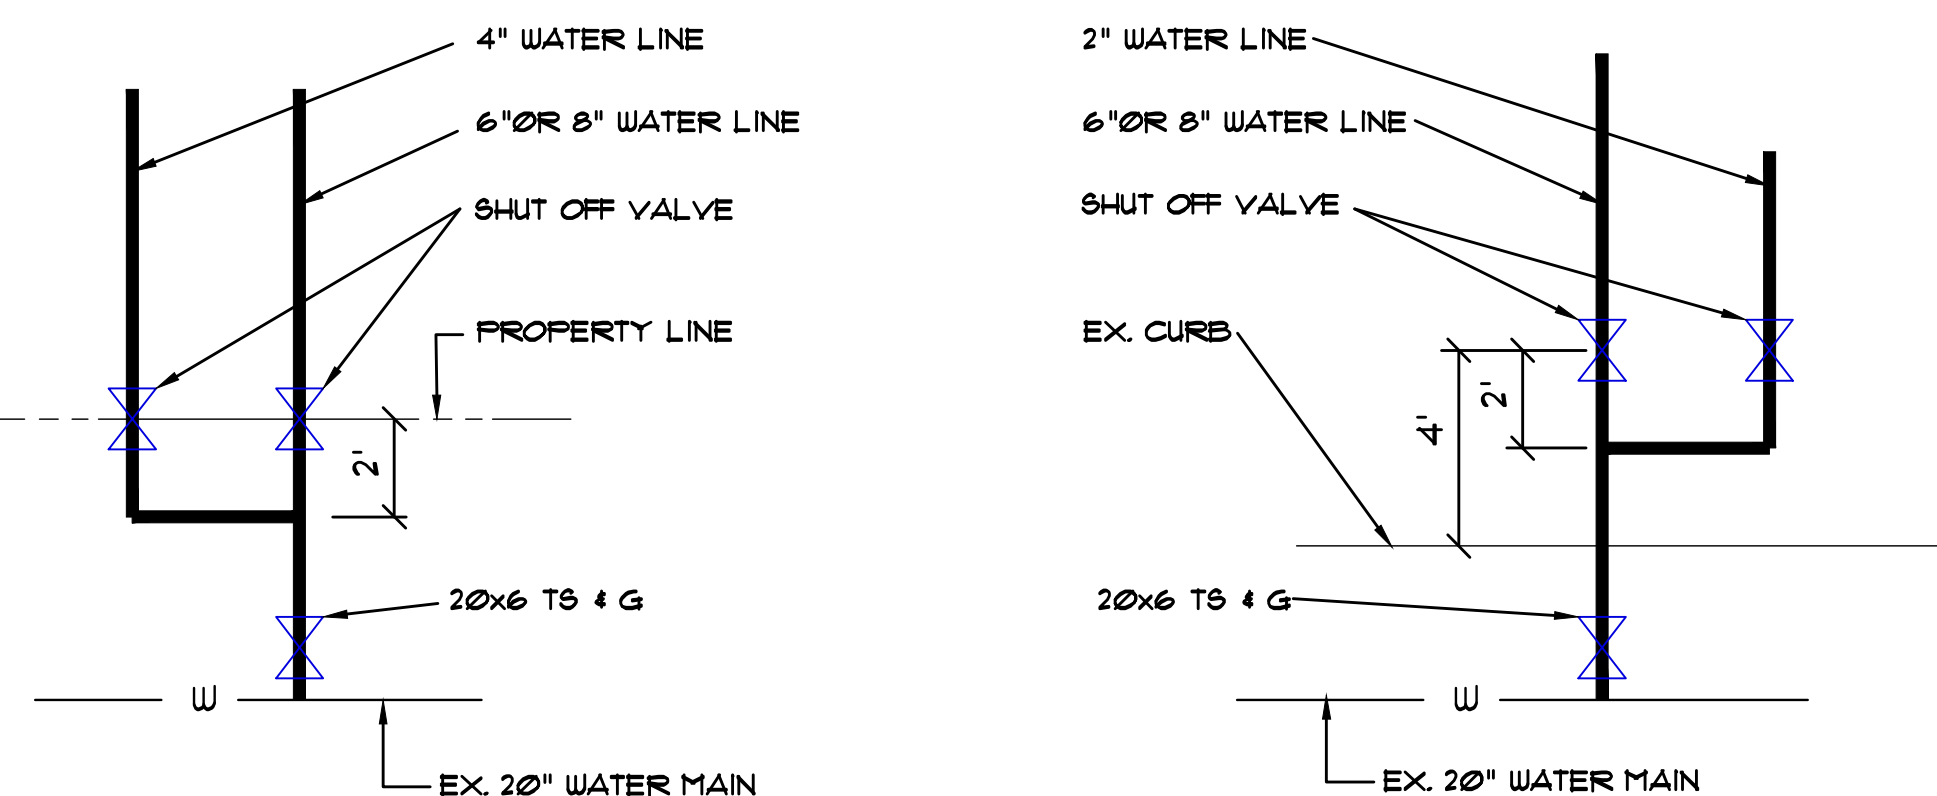 4" WATER LINE
6"ØR 8" WATER LINE
SHUT OFF VALVE
PROPERTY LINE
2'
20x6 TS & G
W
EX. 20" WATER MAIN
2" WATER LINE
6"ØR 8" WATER LINE
SHUT OFF VALVE
EX. CURB
4'
2'
20x6 TS & G
W
EX. 20" WATER MAIN